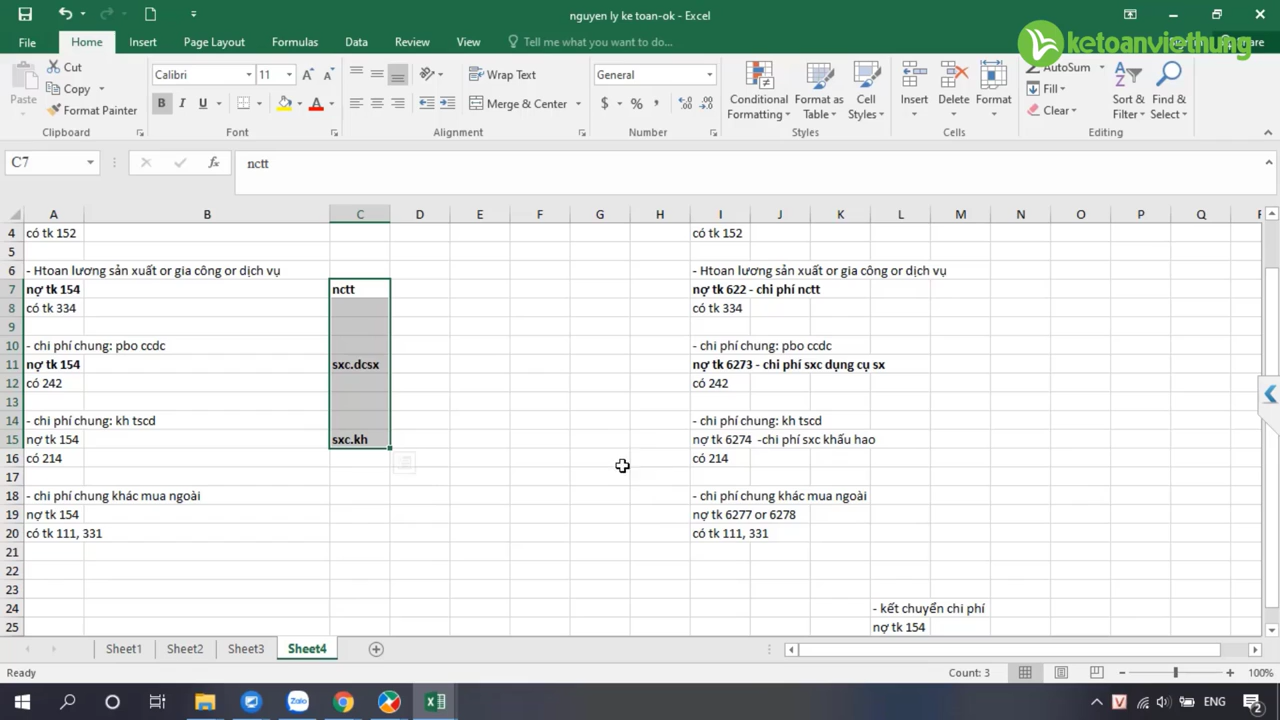 nguyen ly ke toan-ok - Excel
ketoanviethung
File Home Insert Page Layout Formulas Data Review View Tell me what you want to do... Share
Paste Cut Copy Format Painter Clipboard
Calibri 11 B I U Font
Wrap Text Merge & Center Alignment
General $ % , Number
Conditional Formatting Format as Table Cell Styles Styles
Insert Delete Format Cells
AutoSum Fill Clear Sort & Filter Find & Select Editing
C7 fx nctt
A B C D E F G H I J K L M N O P Q
4 có tk 152 có tk 152
5
6 - Htoan lương sản xuất or gia công or dịch vụ - Htoan lương sản xuất or gia công or dịch vụ
7 nợ tk 154 nctt nợ tk 622 - chi phí nctt
8 có tk 334 có tk 334
9
10 - chi phí chung: pbo ccdc - chi phí chung: pbo ccdc
11 nợ tk 154 sxc.dcsx nợ tk 6273 - chi phí sxc dụng cụ sx
12 có 242 có 242
13
14 - chi phí chung: kh tscd - chi phí chung: kh tscd
15 nợ tk 154 sxc.kh nợ tk 6274 -chi phí sxc khấu hao
16 có 214 có 214
17
18 - chi phí chung khác mua ngoài - chi phí chung khác mua ngoài
19 nợ tk 154 nợ tk 6277 or 6278
20 có tk 111, 331 có tk 111, 331
21
22
23
24 - kết chuyển chi phí
25 nợ tk 154
Sheet1 Sheet2 Sheet3 Sheet4
Ready Count: 3 100%
Zalo V ENG 2